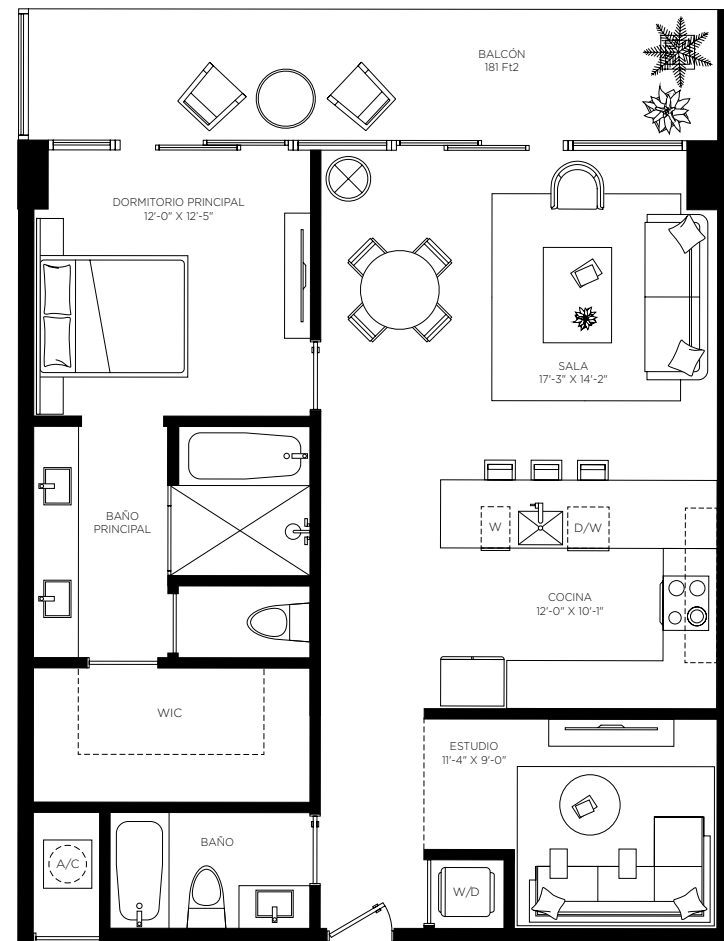 BALCÓN
181 Ft2
DORMITORIO PRINCIPAL
12'-0" X 12'-5"
SALA
17'-3" X 14'-2"
BAÑO
PRINCIPAL
W
D/W
COCINA
12'-0" X 10'-1"
WIC
ESTUDIO
11'-4" X 9'-0"
BAÑO
A/C
W/D